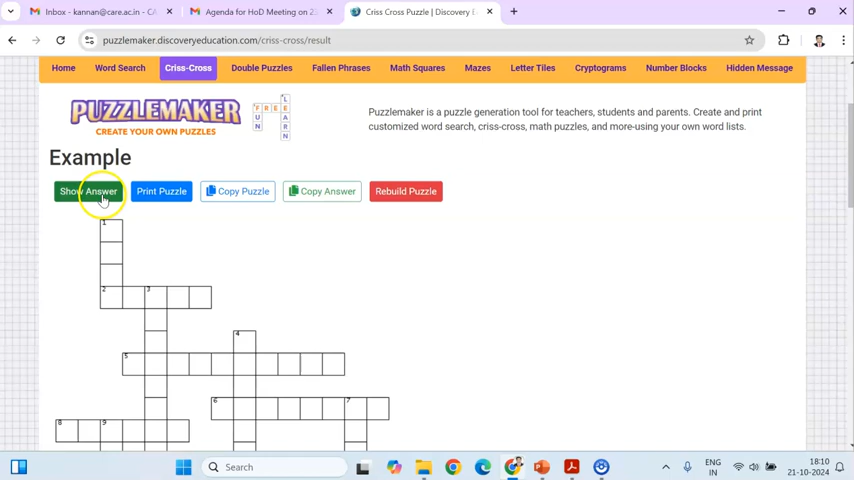 Inbox - kannan@care.ac.in - CA
Agenda for HoD Meeting on 2
Criss Cross Puzzle | Discovery E
puzzlemaker.discoveryeducation.com/criss-cross/result
Home Word Search Criss-Cross Double Puzzles Fallen Phrases Math Squares Mazes Letter Tiles Cryptograms Number Blocks Hidden Message
PUZZLEMAKER
CREATE YOUR OWN PUZZLES
FREE
FUN
LEARN
Puzzlemaker is a puzzle generation tool for teachers, students and parents. Create and print
customized word search, criss-cross, math puzzles, and more-using your own word lists.
Example
Show Answer Print Puzzle Copy Puzzle Copy Answer Rebuild Puzzle
1
2 3
4
5
6 7
8 9
Search
ENG
IN
18:10
21-10-2024